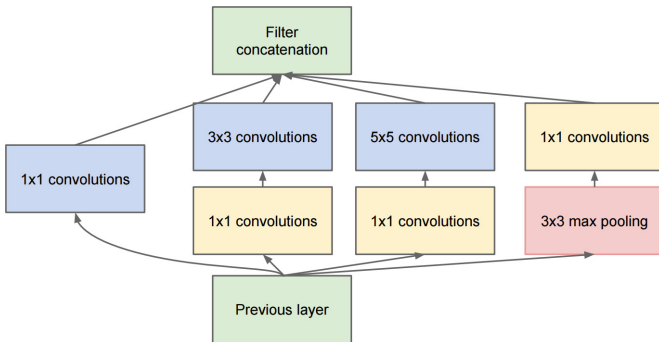 Filter
concatenation
3x3 convolutions
5x5 convolutions
1x1 convolutions
1x1 convolutions
1x1 convolutions
1x1 convolutions
3x3 max pooling
Previous layer